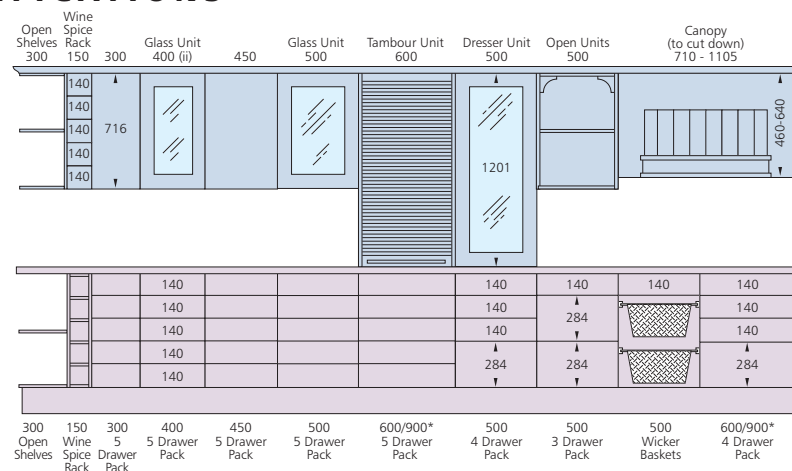 Open
Shelves
300
Wine
Spice
Rack
150
300
Glass Unit
400 (ii)
450
Glass Unit
500
Tambour Unit
600
Dresser Unit
500
Open Units
500
Canopy
(to cut down)
710 - 1105
140
140
140
140
140
716
1201
460-640
140
140
140
140
140
140
140
140
284
140
284
284
140
140
140
140
284
300
Open
Shelves
150
Wine
Spice
Rack
300
5
Drawer
Pack
400
5 Drawer
Pack
450
5 Drawer
Pack
500
5 Drawer
Pack
600/900*
5 Drawer
Pack
500
4 Drawer
Pack
500
3 Drawer
Pack
500
Wicker
Baskets
600/900*
4 Drawer
Pack